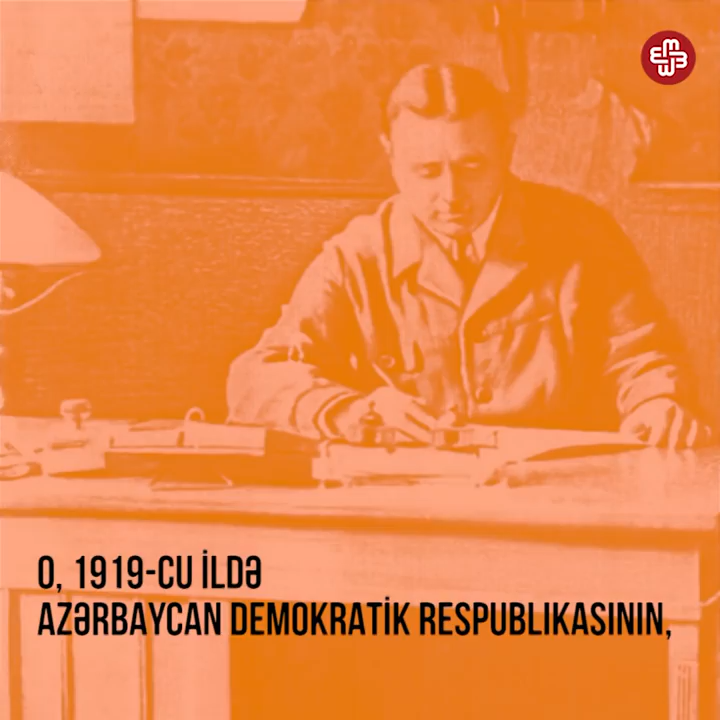 O, 1919-CU İLDƏ
AZƏRBAYCAN DEMOKRATİK RESPUBLIKASININ,